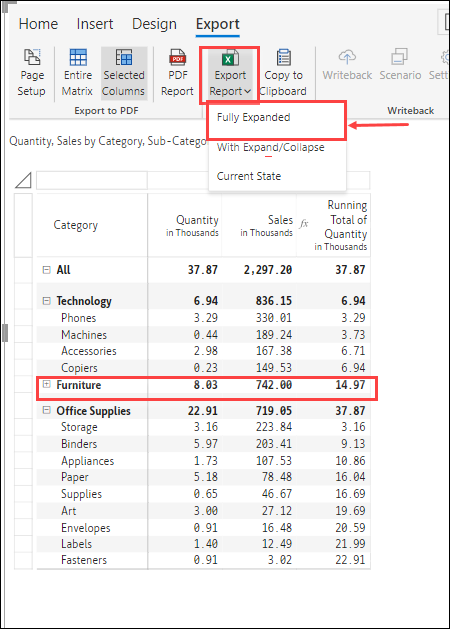 Home Insert Design Export
Page Setup
Entire Matrix
Selected Columns
PDF Report
Export Report
Copy to Clipboard
Writeback
Scenario
Export to PDF
Writeback
Fully Expanded
With Expand/Collapse
Current State
Quantity, Sales by Category, Sub-Catego
Category
Quantity
in Thousands
Sales
in Thousands
fx
Running Total of Quantity
in Thousands
All 37.87 2,297.20 37.87
Technology 6.94 836.15 6.94
Phones 3.29 330.01 3.29
Machines 0.44 189.24 3.73
Accessories 2.98 167.38 6.71
Copiers 0.23 149.53 6.94
Furniture 8.03 742.00 14.97
Office Supplies 22.91 719.05 37.87
Storage 3.16 223.84 3.16
Binders 5.97 203.41 9.13
Appliances 1.73 107.53 10.86
Paper 5.18 78.48 16.04
Supplies 0.65 46.67 16.69
Art 3.00 27.12 19.69
Envelopes 0.91 16.48 20.59
Labels 1.40 12.49 21.99
Fasteners 0.91 3.02 22.91